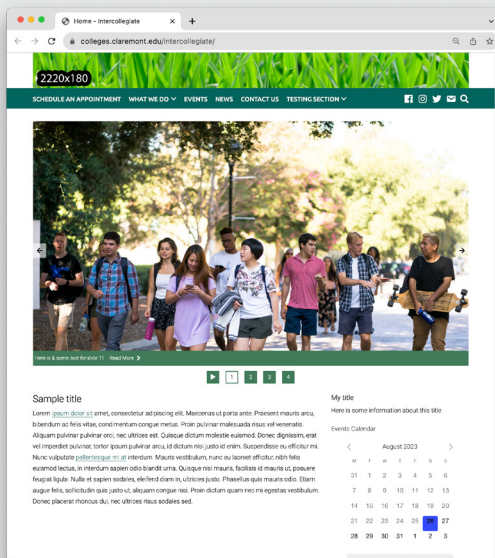 Home - Intercollegiate
colleges.claremont.edu/intercollegiate/
2220x180
SCHEDULE AN APPOINTMENT WHAT WE DO EVENTS NEWS CONTACT US TESTING SECTION
Here is & some text for slide 11 Read More
1 2 3 4
Sample title
Lorem ipsum dolor sit amet, consectetur adipiscing elit. Maecenas ut porta ante. Praesent mauris arcu,
bibendum ac felis vitae, condimentum congue metus. Proin pulvinar malesuada risus vel venenatis.
Aliquam pulvinar pulvinar orci, nec ultrices est. Quisque dictum molestie euismod. Donec dignissim, erat
vel imperdiet pulvinar, tortor ipsum pulvinar arcu, id dictum nisi justo id enim. Suspendisse eu efficitur mi.
Nunc vulputate pellentesque mi at interdum. Mauris vestibulum, nunc eu laoreet efficitur, nibh felis
euismod lectus, in interdum sapien odio blandit urna. Quisque nisi mauris, facilisis id mauris ut, posuere
feugiat ligula. Nulla et sapien sodales, eleifend diam in, ultricies justo. Phasellus quis mauris odio. Etiam
augue felis, sollicitudin quis justo ut, aliquam congue nisi. Proin dictum quam nec mi egestas vestibulum.
Donec placerat rhoncus dui, nec ultrices risus sodales sed.
My title
Here is some information about this title
Events Calendar
August 2023
M T W T F S S
31 1 2 3 4 5 6
7 8 9 10 11 12 13
14 15 16 17 18 19 20
21 22 23 24 25 26 27
28 29 30 31 1 2 3